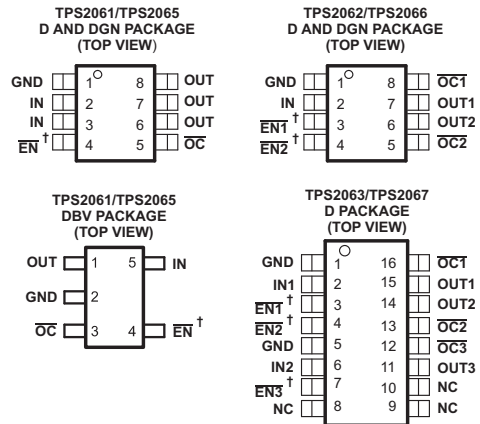 TPS2061/TPS2065
D AND DGN PACKAGE
(TOP VIEW)
GND 1 8 OUT
IN 2 7 OUT
IN 3 6 OUT
EN† 4 5 OC
TPS2062/TPS2066
D AND DGN PACKAGE
(TOP VIEW)
GND 1 8 OC1
IN 2 7 OUT1
EN1† 3 6 OUT2
EN2† 4 5 OC2
TPS2061/TPS2065
DBV PACKAGE
(TOP VIEW)
OUT 1 5 IN
GND 2
OC 3 4 EN†
TPS2063/TPS2067
D PACKAGE
(TOP VIEW)
GND 1 16 OC1
IN1 2 15 OUT1
EN1† 3 14 OUT2
EN2† 4 13 OC2
GND 5 12 OC3
IN2 6 11 OUT3
EN3† 7 10 NC
NC 8 9 NC